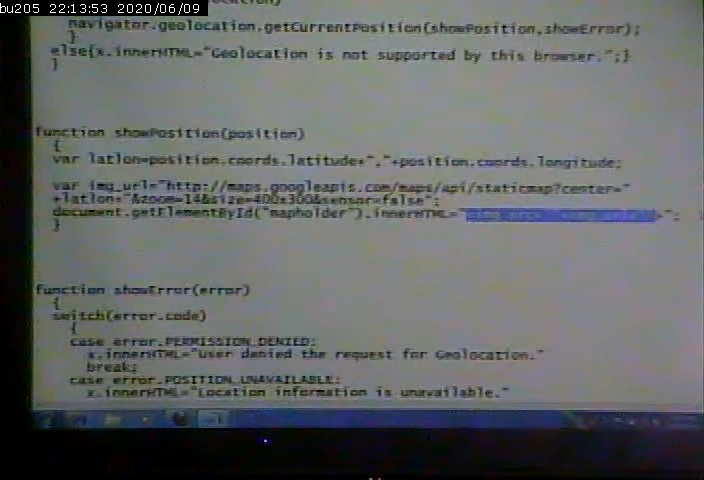 bu205 22:13:53 2020/06/09
navigator.geolocation.getCurrentPosition(showPosition,showError);
}
else{x.innerHTML="Geolocation is not supported by this browser.";}
}
function showPosition(position)
{
var latlon=position.coords.latitude+","+position.coords.longitude;
var img_url="http://maps.googleapis.com/maps/api/staticmap?center="
+latlon+"&zoom=14&size=400x300&sensor=false";
document.getElementById("mapholder").innerHTML="
}
function showError(error)
{
switch(error.code)
{
case error.PERMISSION_DENIED:
x.innerHTML="User denied the request for Geolocation."
break;
case error.POSITION_UNAVAILABLE:
x.innerHTML="Location information is unavailable."